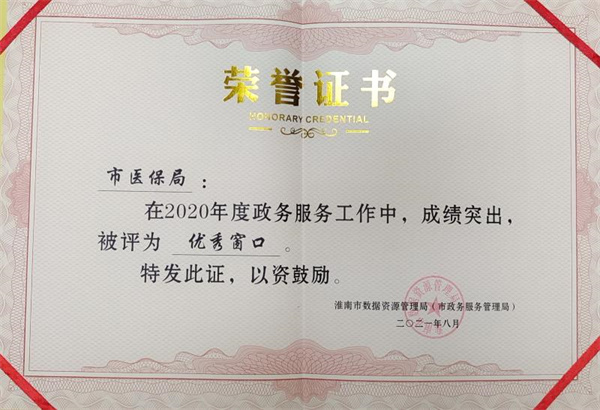 荣誉证书
HONORARY CREDENTIAL
市医保局：
在2020年度政务服务工作中，成绩突出，
被评为 优秀窗口 。
特发此证，以资鼓励。
淮南市数据资源管理局（市政务服务管理局）
二〇二一年八月